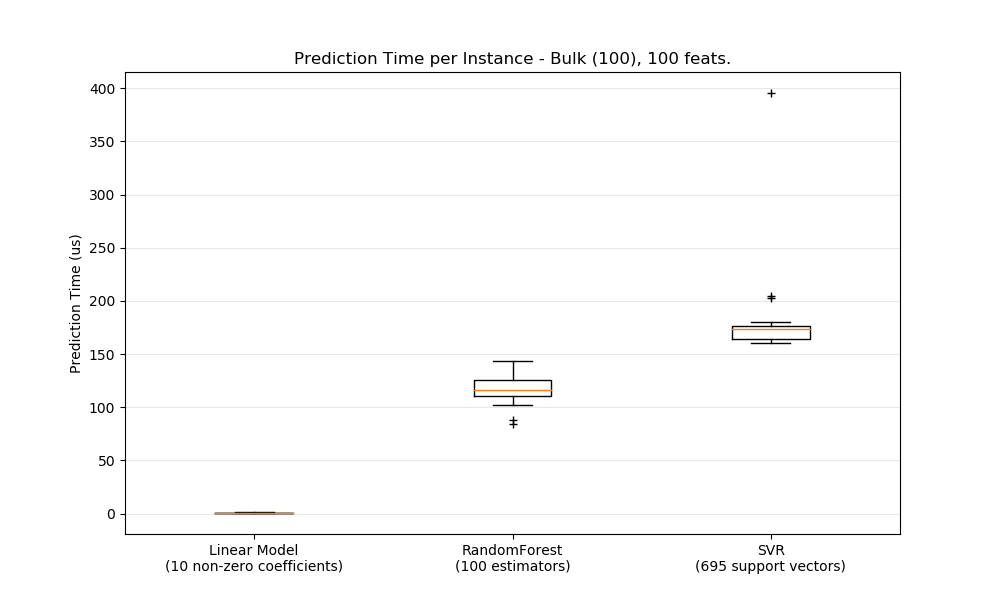 Prediction Time per Instance - Bulk (100), 100 feats.
Prediction Time (us)
400
350
300
250
200
150
100
50
0
Linear Model
(10 non-zero coefficients)
RandomForest
(100 estimators)
SVR
(695 support vectors)